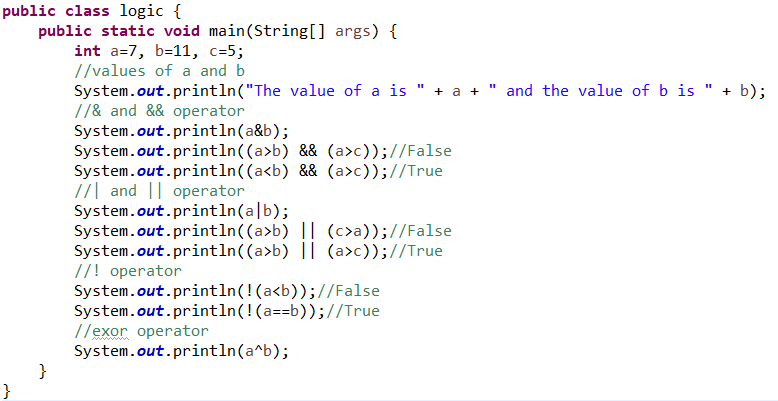 public class logic {
    public static void main(String[] args) {
        int a=7, b=11, c=5;
        //values of a and b
        System.out.println("The value of a is " + a + " and the value of b is " + b);
        //& and && operator
        System.out.println(a&b);
        System.out.println((a>b) && (a>c));//False
        System.out.println((a<b) && (a>c));//True
        //| and || operator
        System.out.println(a|b);
        System.out.println((a>b) || (c>a));//False
        System.out.println((a>b) || (a>c));//True
        //! operator
        System.out.println(!(a<b));//False
        System.out.println(!(a==b));//True
        //exor operator
        System.out.println(a^b);
    }
}